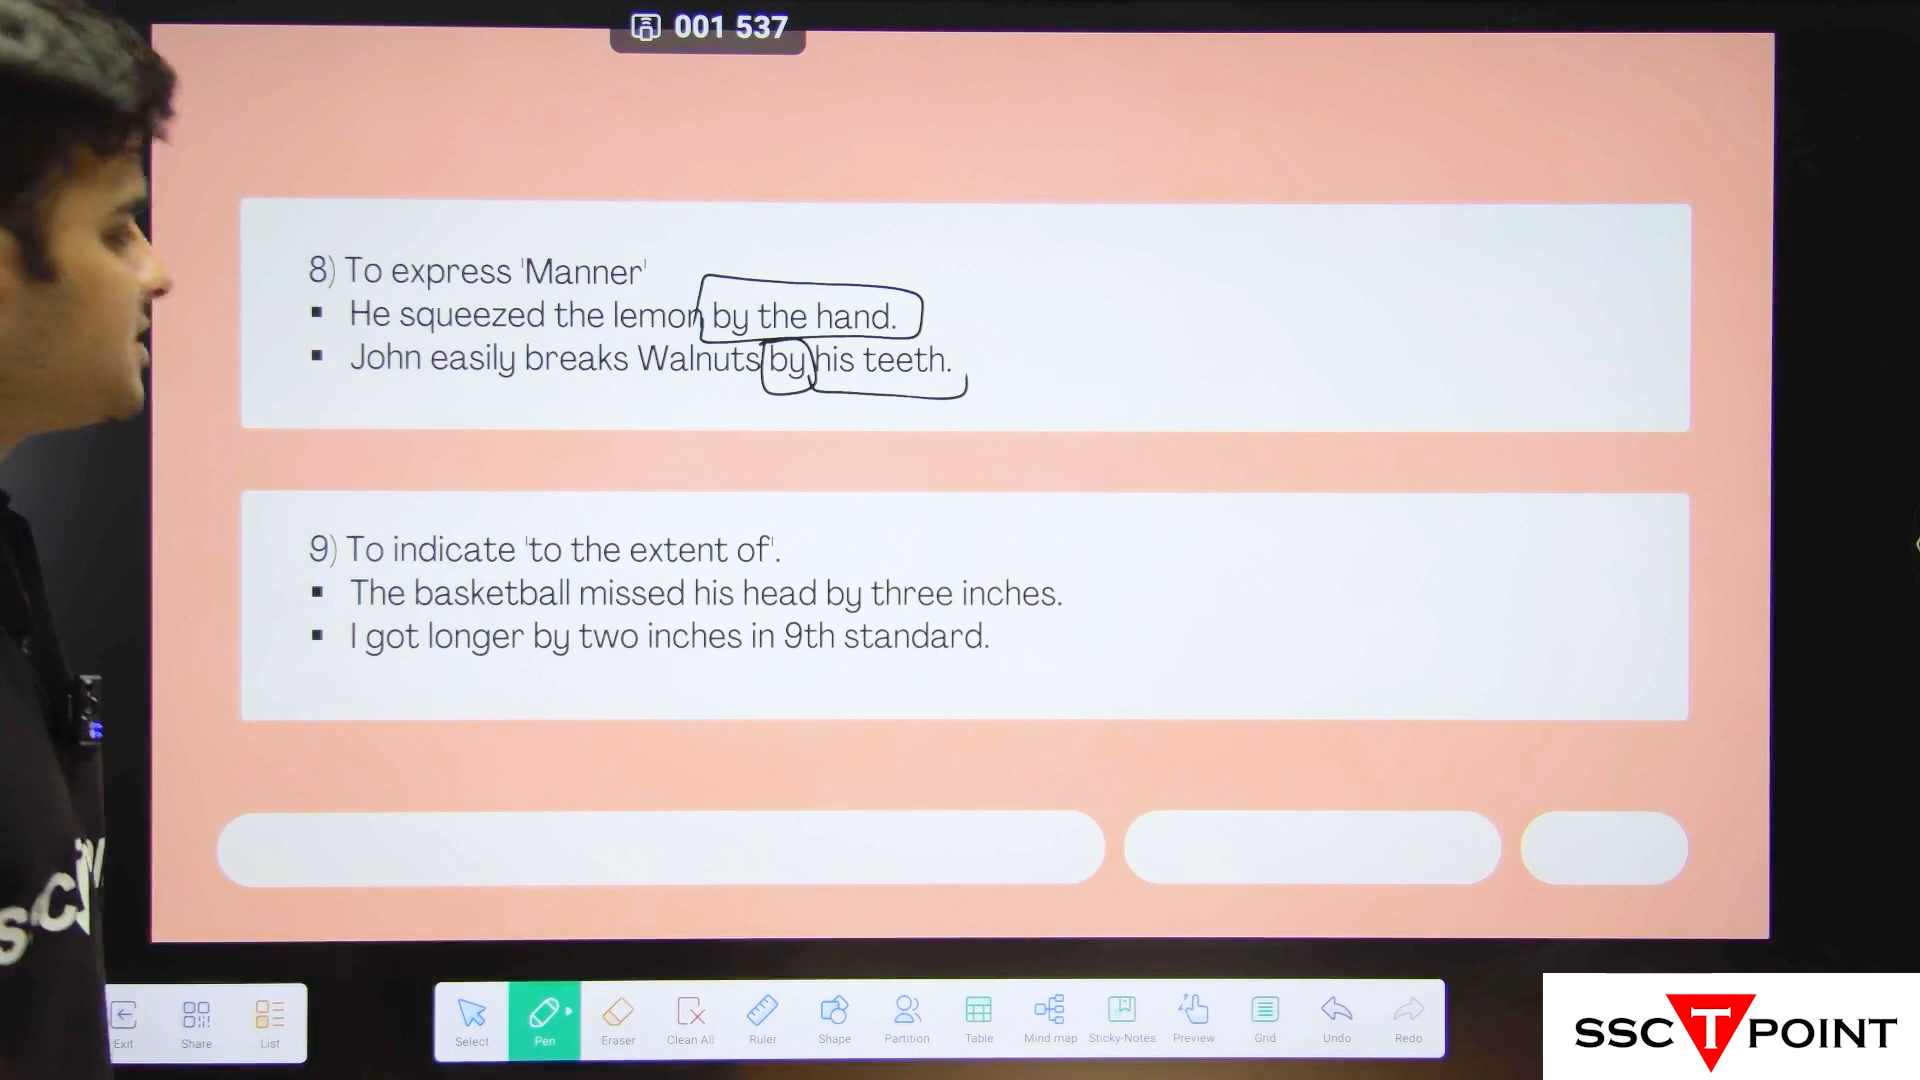 001 537
8) To express 'Manner'
▪ He squeezed the lemon by the hand.
▪ John easily breaks Walnuts by his teeth.
9) To indicate 'to the extent of'.
▪ The basketball missed his head by three inches.
▪ I got longer by two inches in 9th standard.
Exit Share List Select Pen Eraser Clean All Ruler Shape Partition Table Mind map Sticky-Notes Preview Grid Undo Redo
SSC T POINT